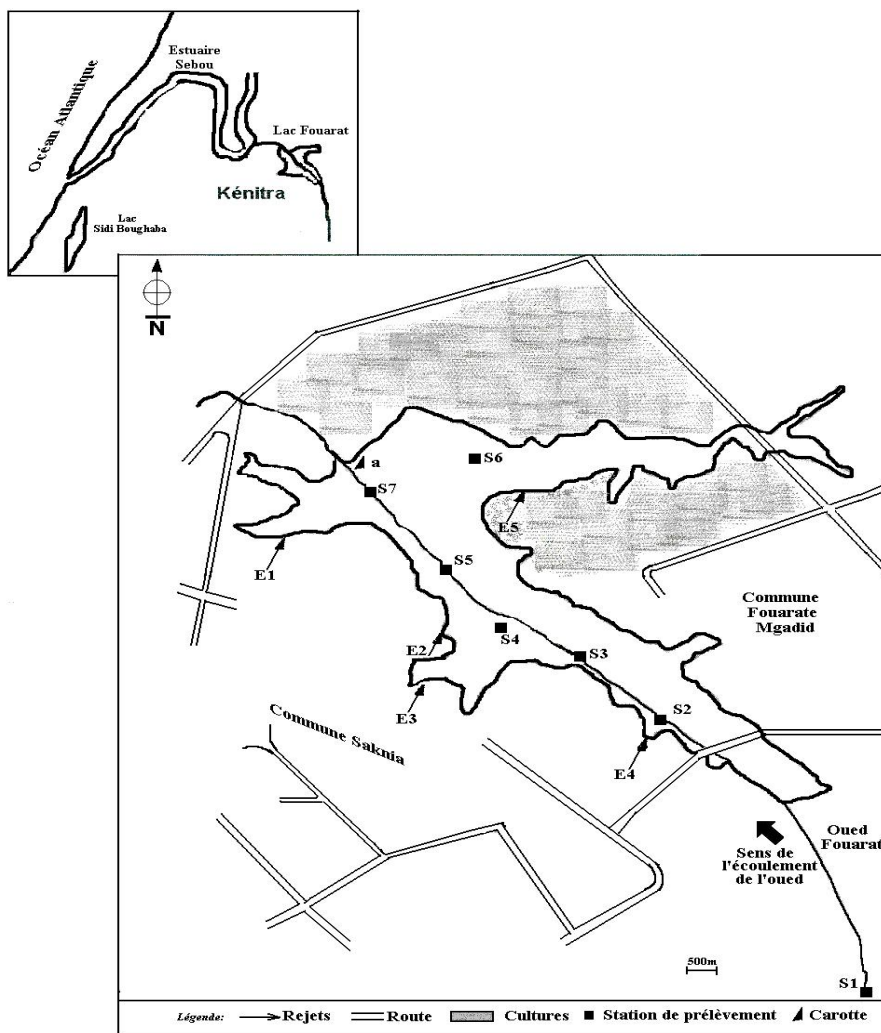 Estuaire
Sebou
Océan Atlantique
Lac Fouarat
Kénitra
Lac
Sidi Boughaba
N
a
S6
S7
E5
S5
E1
Commune
Fouarate
Mgadid
S4
E2
S3
E3
S2
Commune Saknia
E4
Oued
Fouarat
Sens de
l'écoulement
de l'oued
500m
S1
Légende: Rejets Route Cultures Station de prélèvement Carotte